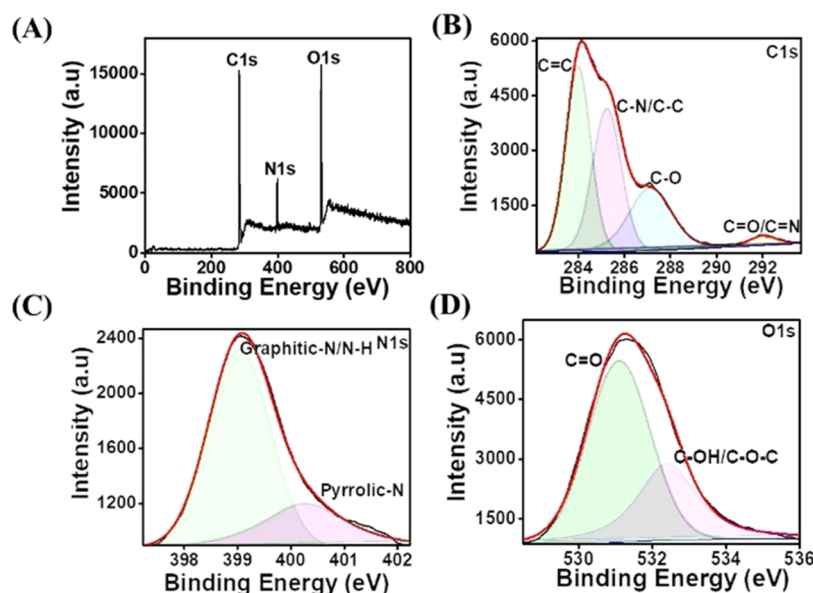 (A)
C1s
O1s
N1s
15000
10000
5000
0
Intensity (a.u)
0 200 400 600 800
Binding Energy (eV)
(B)
C1s
C=C
C-N/C-C
C-O
C=O/C=N
6000
4500
3000
1500
Intensity (a.u)
284 286 288 290 292
Binding Energy (eV)
(C)
N1s
Graphitic-N/N-H
Pyrrolic-N
2400
2000
1600
1200
Intensity (a.u)
398 399 400 401 402
Binding Energy (eV)
(D)
O1s
C=O
C-OH/C-O-C
6000
4500
3000
1500
Intensity (a.u)
530 532 534 536
Binding Energy (eV)